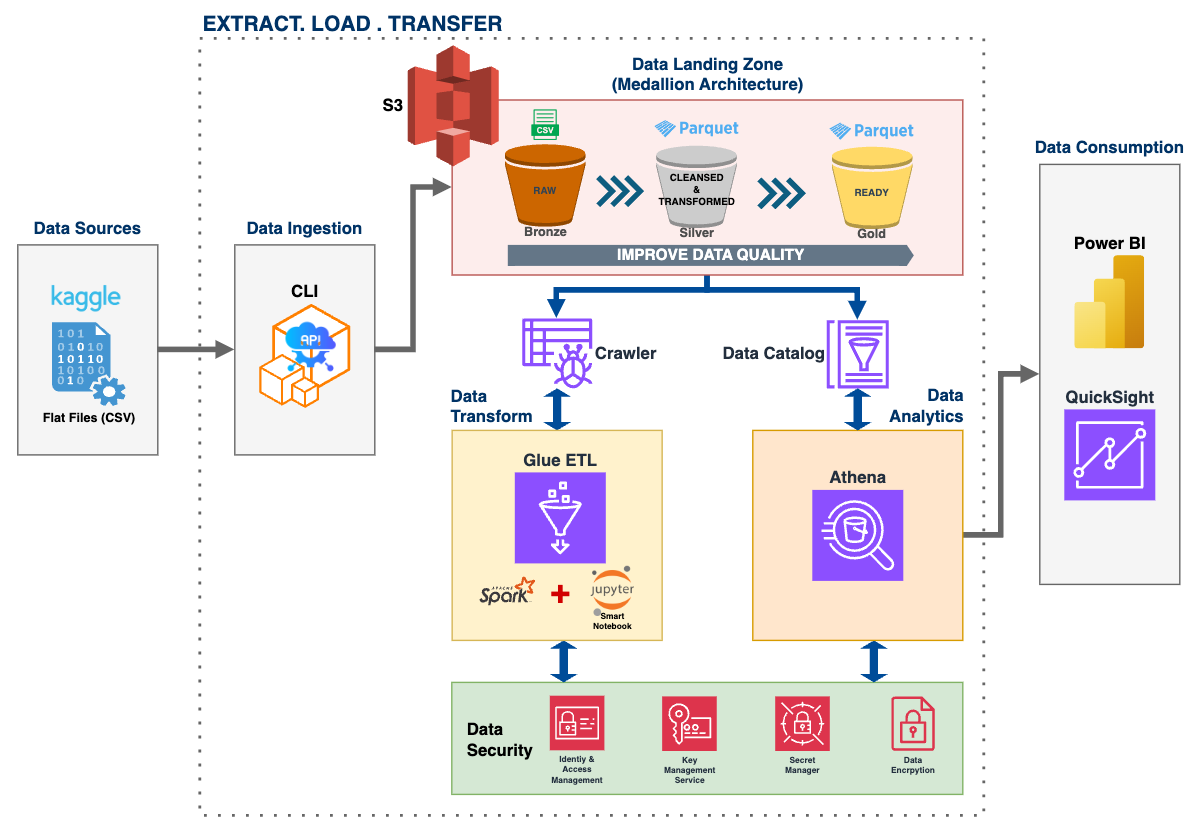 EXTRACT. LOAD . TRANSFER
Data Landing Zone
(Medallion Architecture)
S3
CSV
Parquet
Parquet
RAW
CLEANSED
&
TRANSFORMED
READY
Bronze
Silver
Gold
IMPROVE DATA QUALITY
Data Sources
kaggle
101
01010
10110
10100
010
Flat Files (CSV)
Data Ingestion
CLI
API
Crawler
Data Catalog
Data
Transform
Data
Analytics
Glue ETL
APACHE
Spark
jupyter
Smart
Notebook
Athena
Data
Security
Identiy &
Access
Management
Key
Management
Service
Secret
Manager
Data
Encrpytion
Data Consumption
Power BI
QuickSight